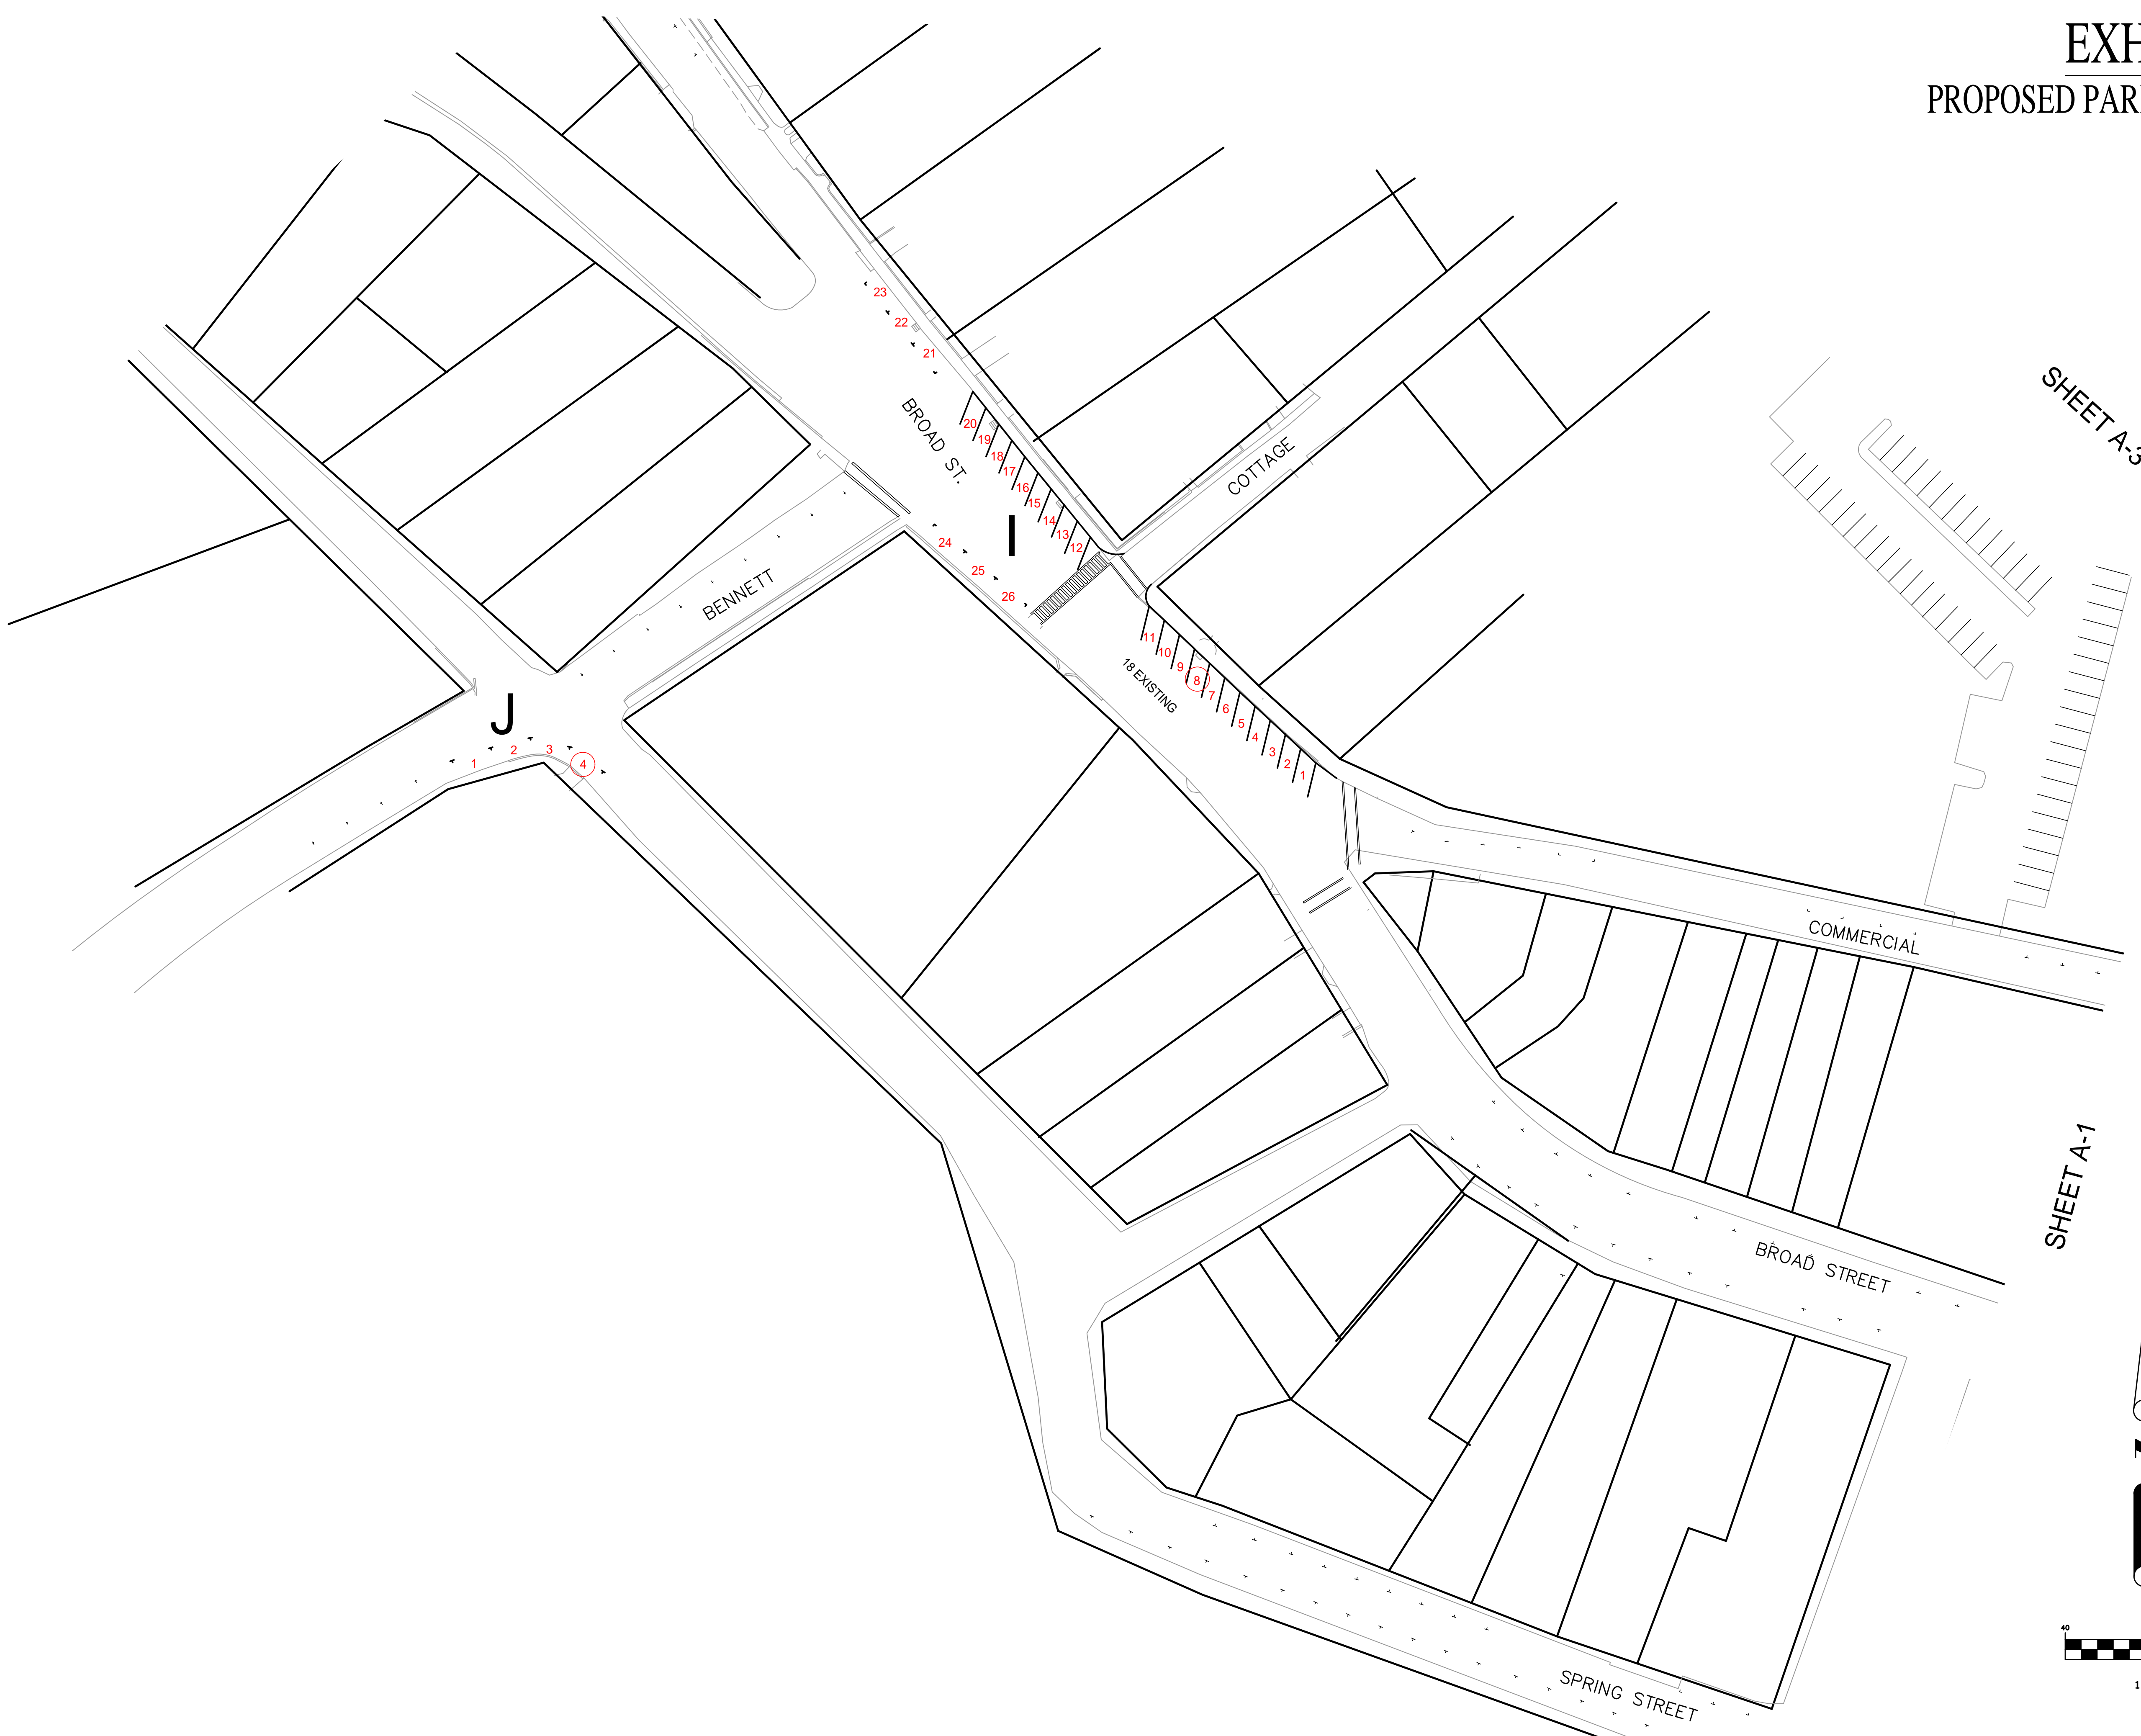 EXH
PROPOSED PAR
SHEET A-3
23
22
21
BROAD ST.
20
19
18
17
16
15
14
13
12
COTTAGE
I
24
25
26
BENNETT
11
10
9
8
7
6
5
4
3
2
1
18 EXISTING
J
1
2
3
4
COMMERCIAL
SHEET A-1
BROAD STREET
SPRING STREET
40
1